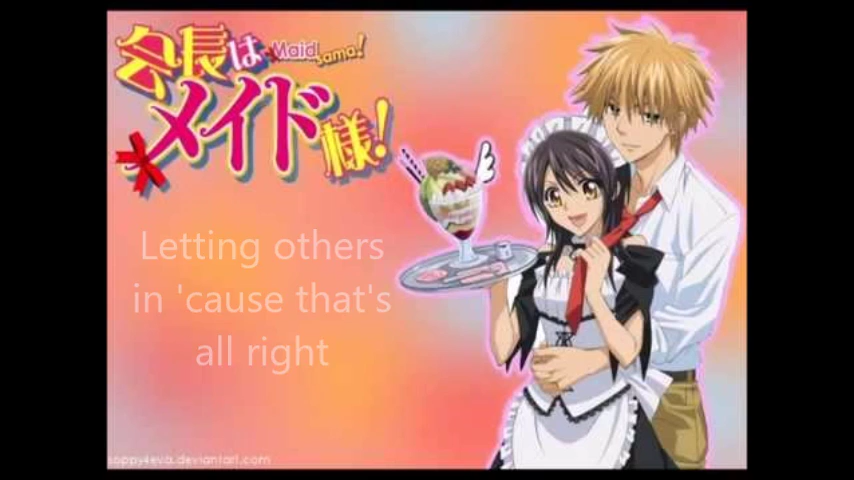 会長は
Maid
sama!
メイド
様!
Letting others
in 'cause that's
all right
soppy4eva.deviantart.com